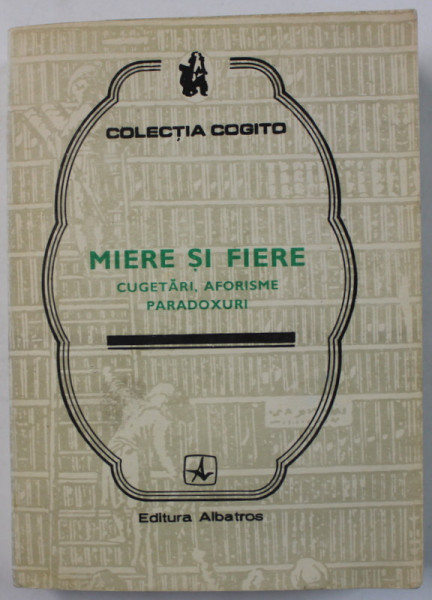 COLECȚIA COGITO
MIERE ȘI FIERE
CUGETĂRI, AFORISME
PARADOXURI
Editura Albatros